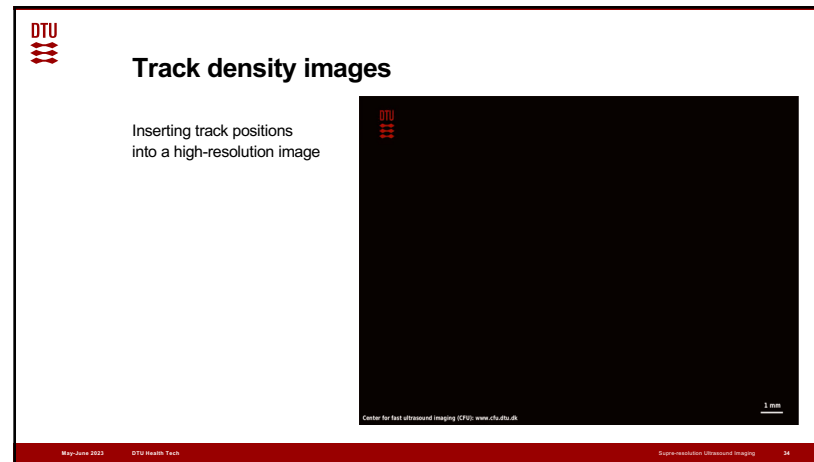 DTU
Track density images
Inserting track positions
into a high-resolution image
DTU
1 mm
Center for fast ultrasound imaging (CFU): www.cfu.dtu.dk
May-June 2023 DTU Health Tech Supre-resolution Ultrasound Imaging 34